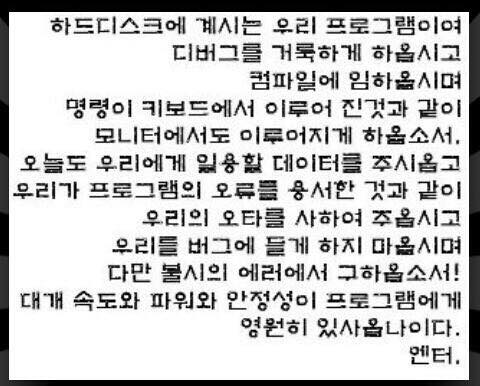 하드디스크에 계시는 우리 프로그램이여
디버그를 거룩하게 하옵시고
컴파일에 임하옵시며
명령이 키보드에서 이루어 진것과 같이
모니터에서도 이루어지게 하옵소서.
오늘도 우리에게 일용할 데이터를 주시옵고
우리가 프로그램의 오류를 용서한 것과 같이
우리의 오타를 사하여 주옵시고
우리를 버그에 들게 하지 마옵시며
다만 불시의 에러에서 구하옵소서!
대개 속도와 파워와 안정성이 프로그램에게
영원히 있사옵나이다.
엔터.